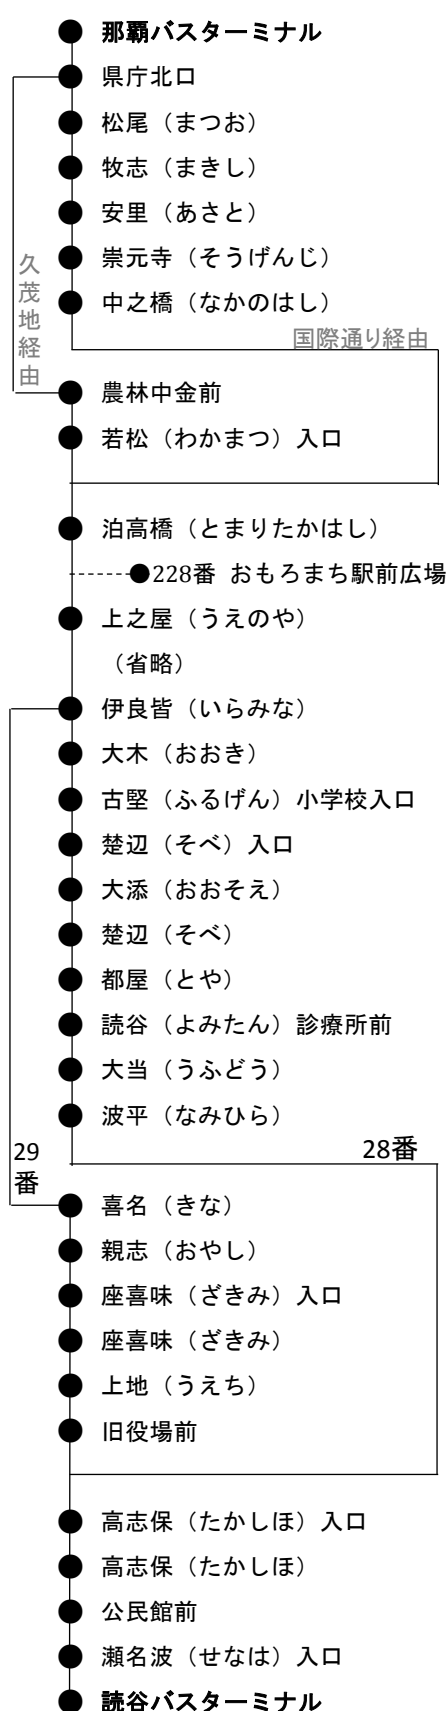 那覇バスターミナル
県庁北口
松尾（まつお）
牧志（まきし）
安里（あさと）
崇元寺（そうげんじ）
中之橋（なかのはし）
久茂地経由
国際通り経由
農林中金前
若松（わかまつ）入口
泊高橋（とまりたかはし）
228番 おもろまち駅前広場
上之屋（うえのや）
（省略）
伊良皆（いらみな）
大木（おおき）
古堅（ふるげん）小学校入口
楚辺（そべ）入口
大添（おおそえ）
楚辺（そべ）
都屋（とや）
読谷（よみたん）診療所前
大当（うふどう）
波平（なみひら）
28番
29
番
喜名（きな）
親志（おやし）
座喜味（ざきみ）入口
座喜味（ざきみ）
上地（うえち）
旧役場前
高志保（たかしほ）入口
高志保（たかしほ）
公民館前
瀬名波（せなは）入口
読谷バスターミナル